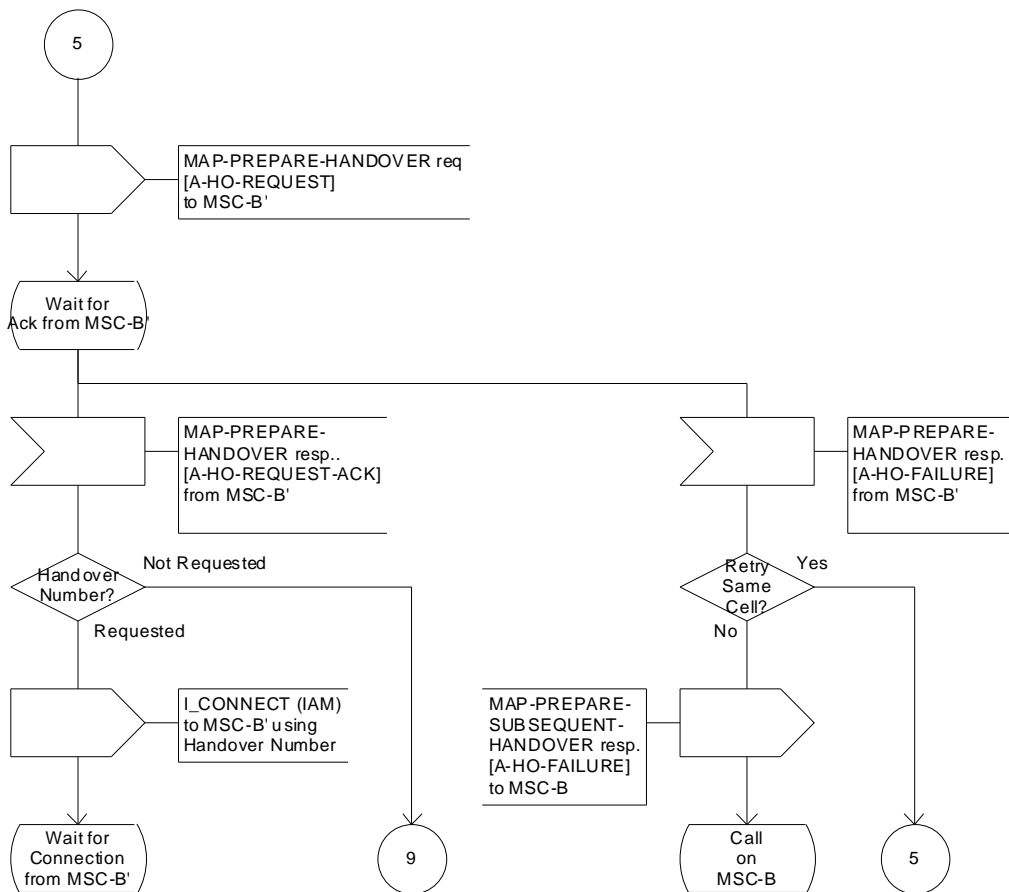 5
MAP-PREPARE-HANDOVER req
[A-HO-REQUEST]
to MSC-B'
Wait for
Ack from MSC-B'
MAP-PREPARE-
HANDOVER resp..
[A-HO-REQUEST-ACK]
from MSC-B'
MAP-PREPARE-
HANDOVER resp.
[A-HO-FAILURE]
from MSC-B'
Handover
Number?
Not Requested
Requested
Retry
Same
Cell?
Yes
No
I_CONNECT (IAM)
to MSC-B' using
Handover Number
MAP-PREPARE-
SUBSEQUENT-
HANDOVER resp.
[A-HO-FAILURE]
to MSC-B
Wait for
Connection
from MSC-B'
9
Call
on
MSC-B
5